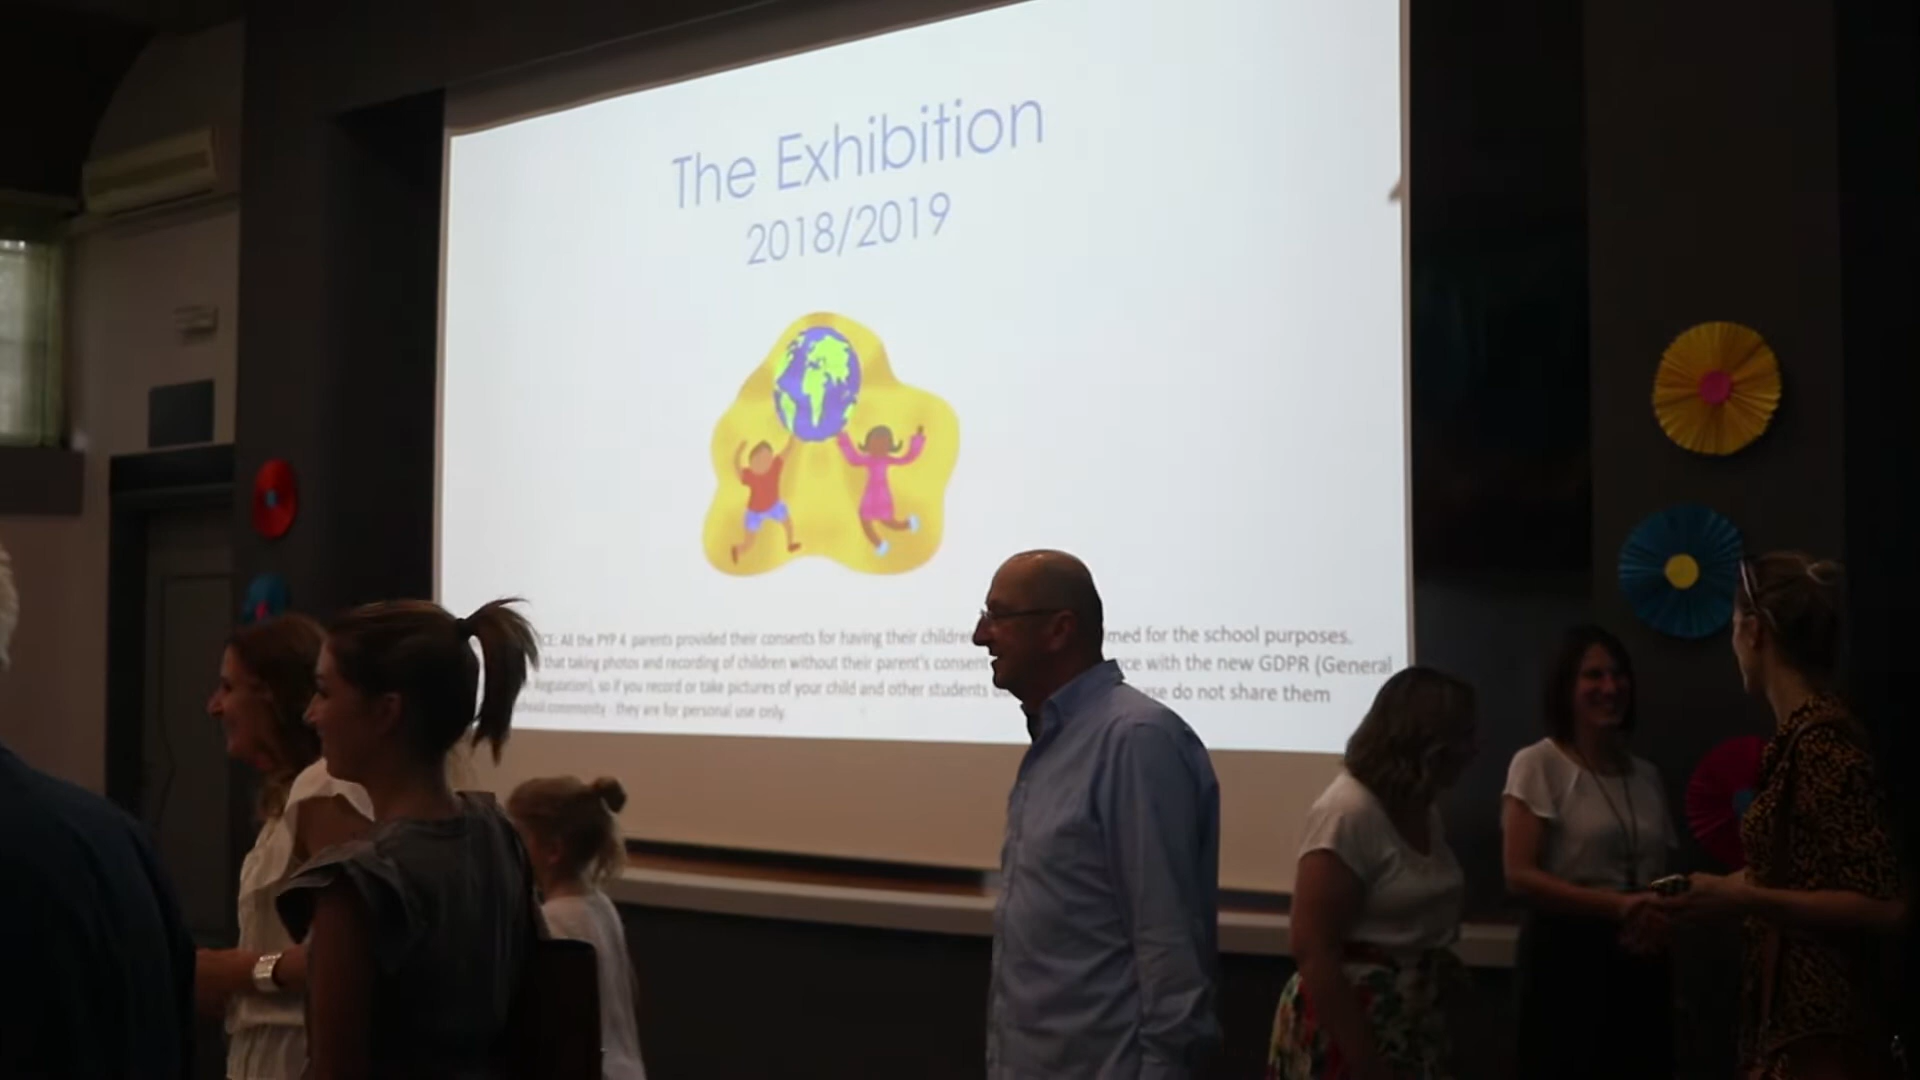 The Exhibition
2018/2019
CE: All the PYP 4 parents provided their consents for having their childre med for the school purposes.
that taking photos and recording of children without their parent's consent ce with the new GDPR (General
Regulation), so if you record or take pictures of your child and other students se do not share them
school community - they are for personal use only.